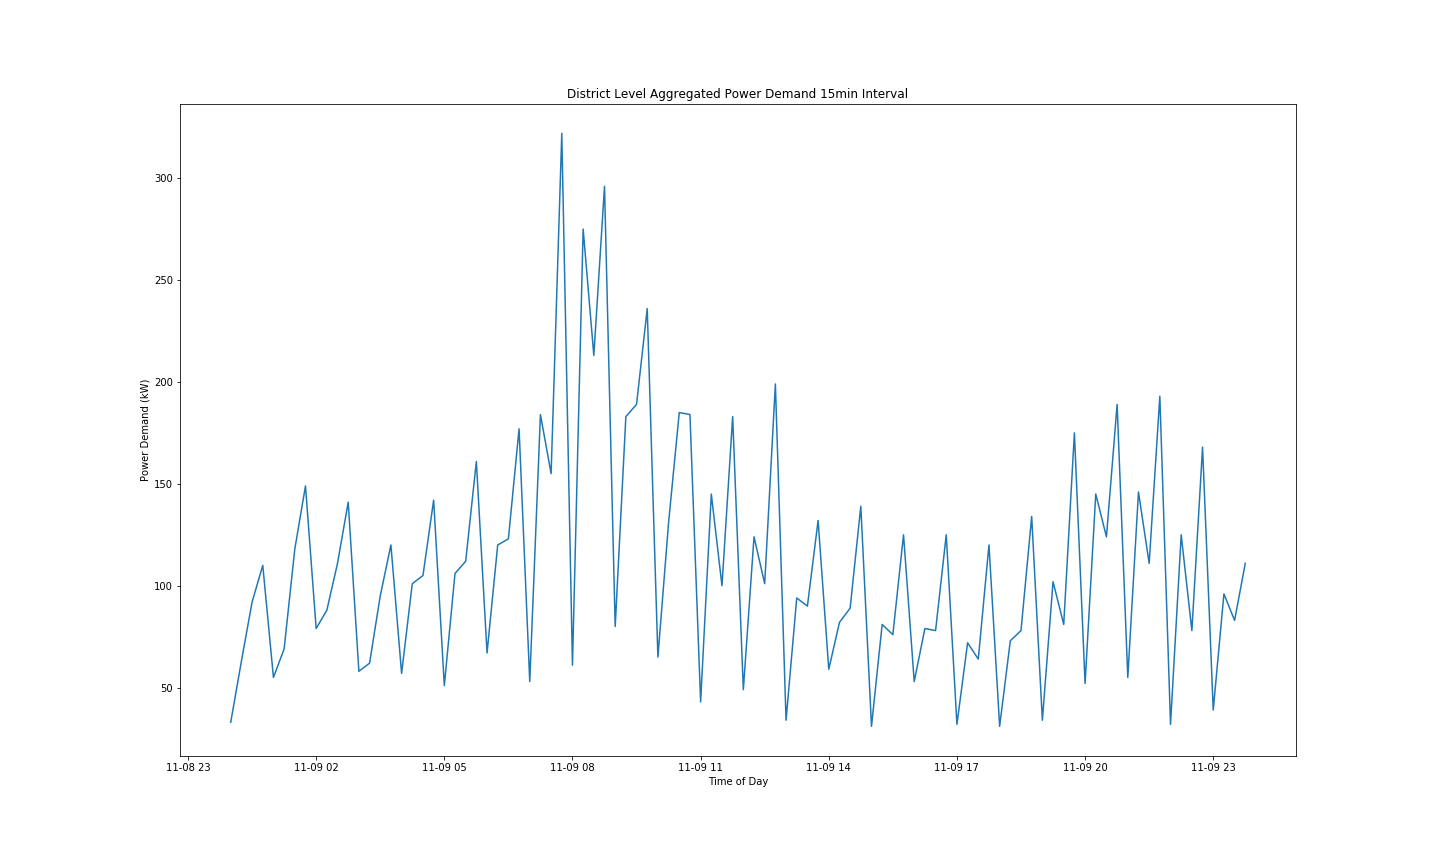 District Level Aggregated Power Demand 15min Interval
300
250
200
150
100
50
Power Demand (kW)
11-08 23 11-09 02 11-09 05 11-09 08 11-09 11 11-09 14 11-09 17 11-09 20 11-09 23
Time of Day